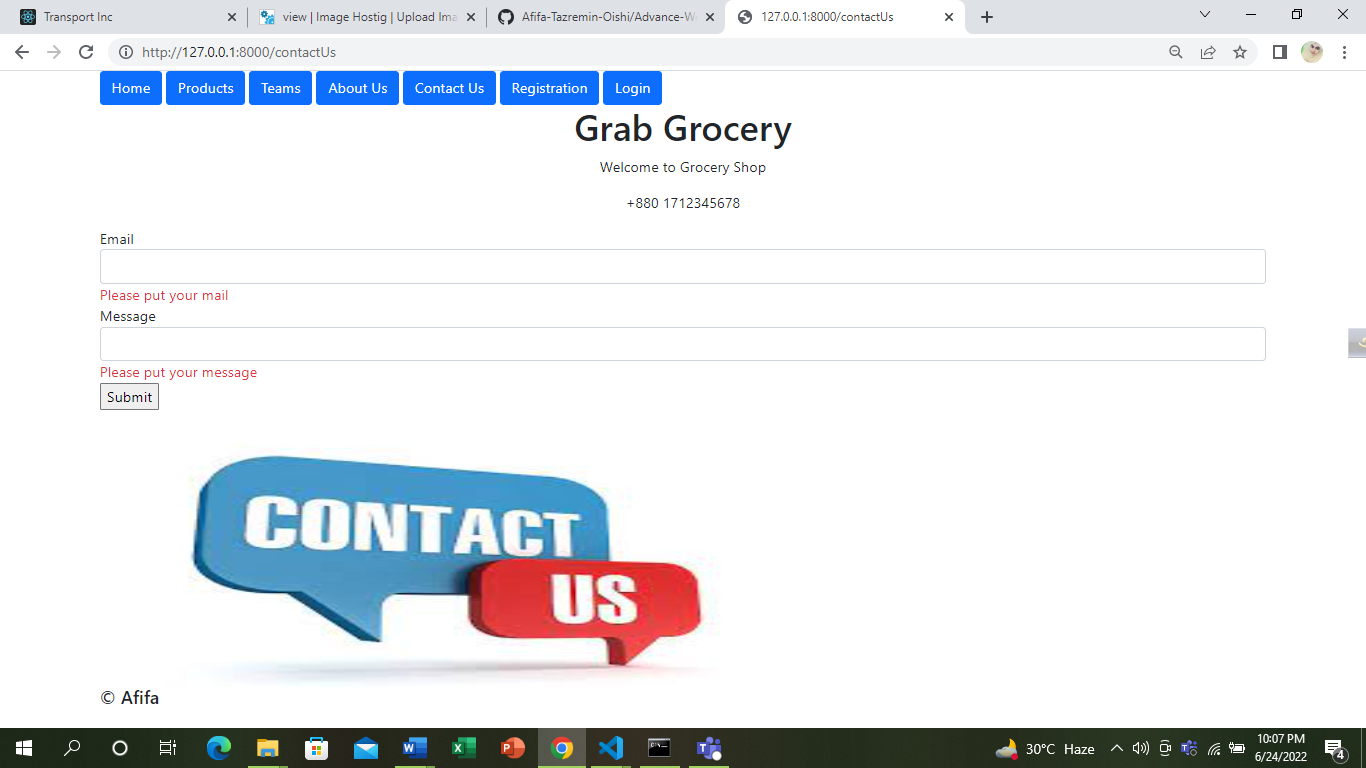 Transport Inc
view | Image Hostig | Upload Ima
Afifa-Tazremin-Oishi/Advance-We
127.0.0.1:8000/contactUs
http://127.0.0.1:8000/contactUs
Home Products Teams About Us Contact Us Registration Login
Grab Grocery
Welcome to Grocery Shop
+880 1712345678
Email
Please put your mail
Message
Please put your message
Submit
CONTACT
US
© Afifa
30°C Haze
10:07 PM
6/24/2022
4